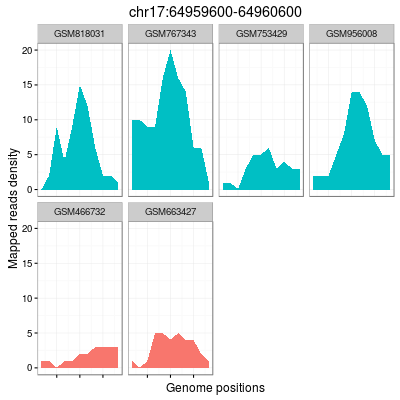 chr17:64959600-64960600
GSM818031 GSM767343 GSM753429 GSM956008
20
15
10
5
0
Mapped reads density
GSM466732 GSM663427
20
15
10
5
0
Genome positions